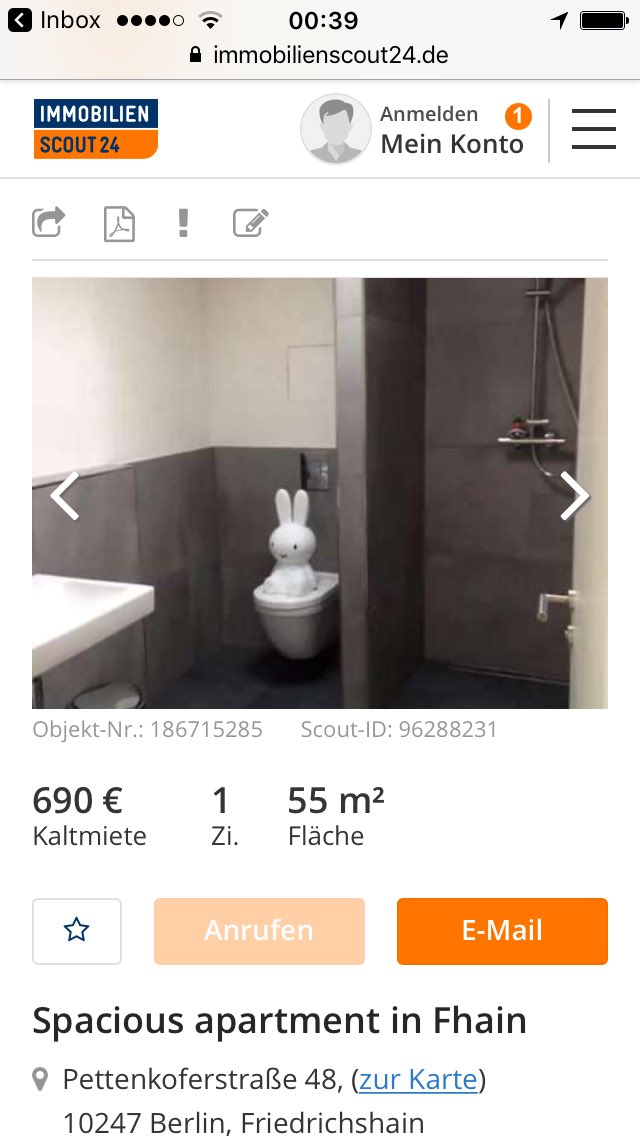 Inbox 00:39
immobilienscout24.de
IMMOBILIEN
SCOUT 24
Anmelden 1
Mein Konto
Objekt-Nr.: 186715285 Scout-ID: 96288231
690 € 1 55 m²
Kaltmiete Zi. Fläche
Anrufen E-Mail
Spacious apartment in Fhain
Pettenkoferstraße 48, (zur Karte)
10247 Berlin, Friedrichshain